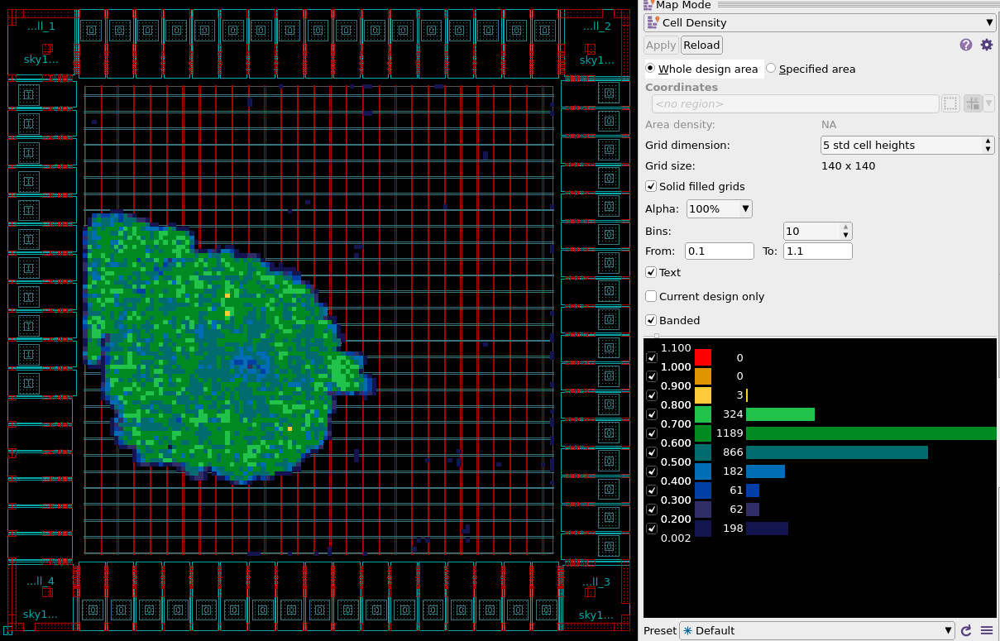 ...ll_1
...ll_2
sky1...
sky1...
...ll_4
...ll_3
sky1...
sky1...
Map Mode
Cell Density
Apply
Reload
Whole design area
Specified area
Coordinates
<none given>
Area density:
NA
Grid dimension:
5 std cell heights
Grid size:
140 x 140
Solid filled grids
Alpha:
100%
Bins:
10
From:
0.1
To:
1.1
Text
Current design only
Banded
1.100
0
1.000
0
0.900
3
0.800
324
0.700
1189
0.600
866
0.500
182
0.400
61
0.300
62
0.200
198
0.002
Preset
Default